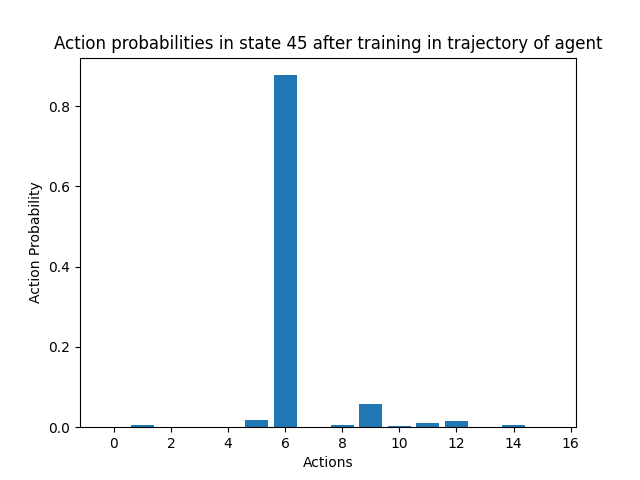 Action probabilities in state 45 after training in trajectory of agent
Action Probability
0.8
0.6
0.4
0.2
0.0
0 2 4 6 8 10 12 14 16
Actions